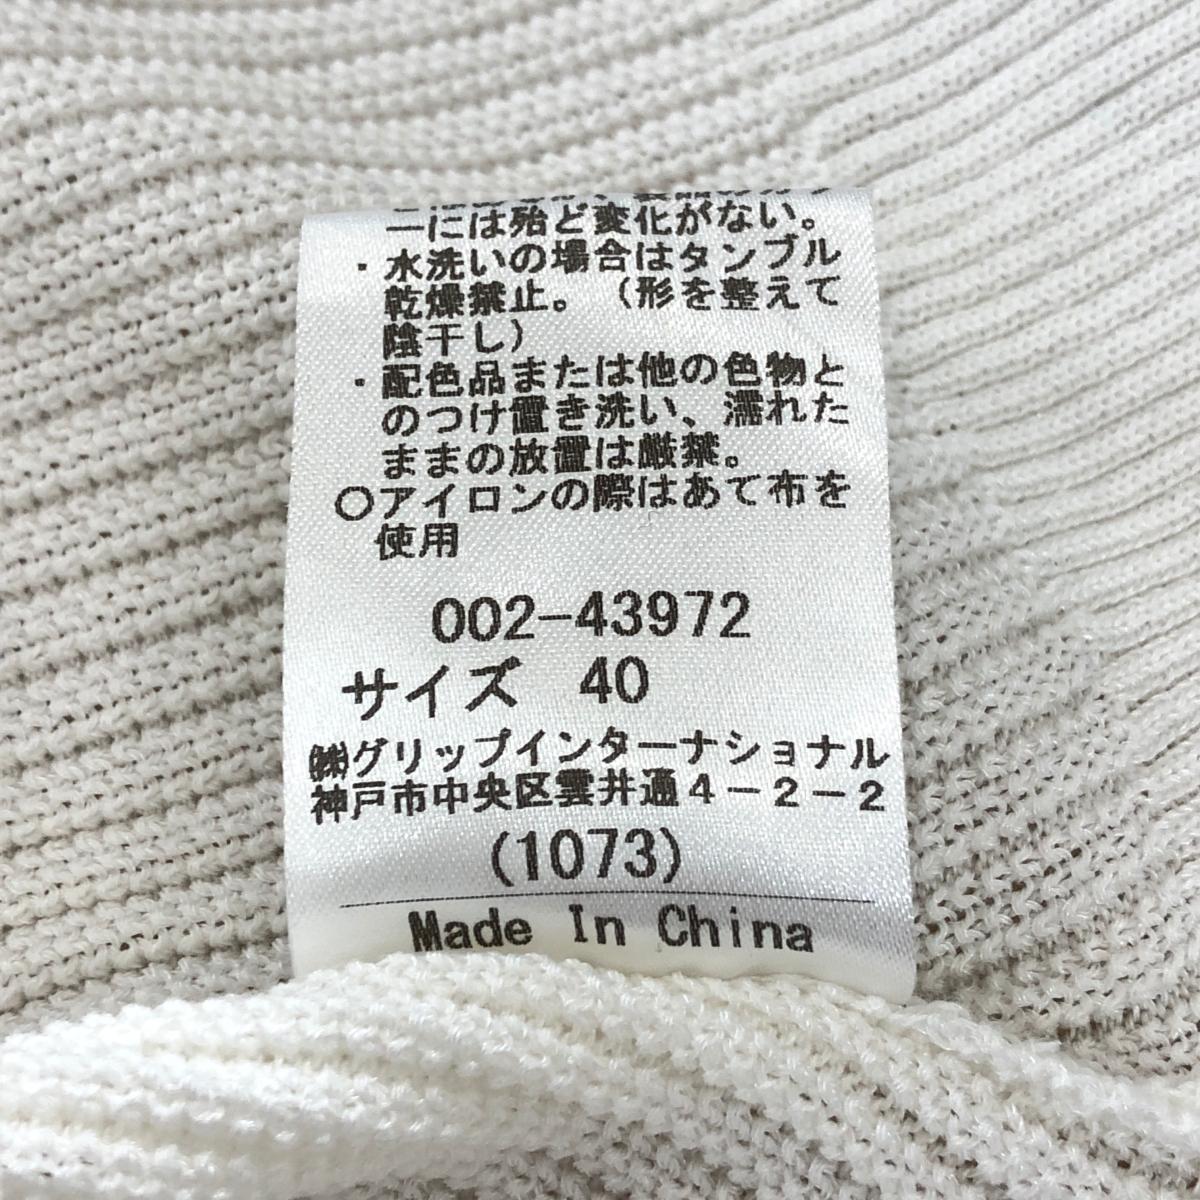 ーには殆ど変化がない。
・水洗いの場合はタンブル
乾燥禁止。（形を整えて
陰干し）
・配色品または他の色物と
のつけ置き洗い、濡れた
ままの放置は厳禁。
〇アイロンの際はあて布を
使用
002-43972
サイズ 40
㈱グリップインターナショナル
神戸市中央区雲井通4-2-2
(1073)
Made In China